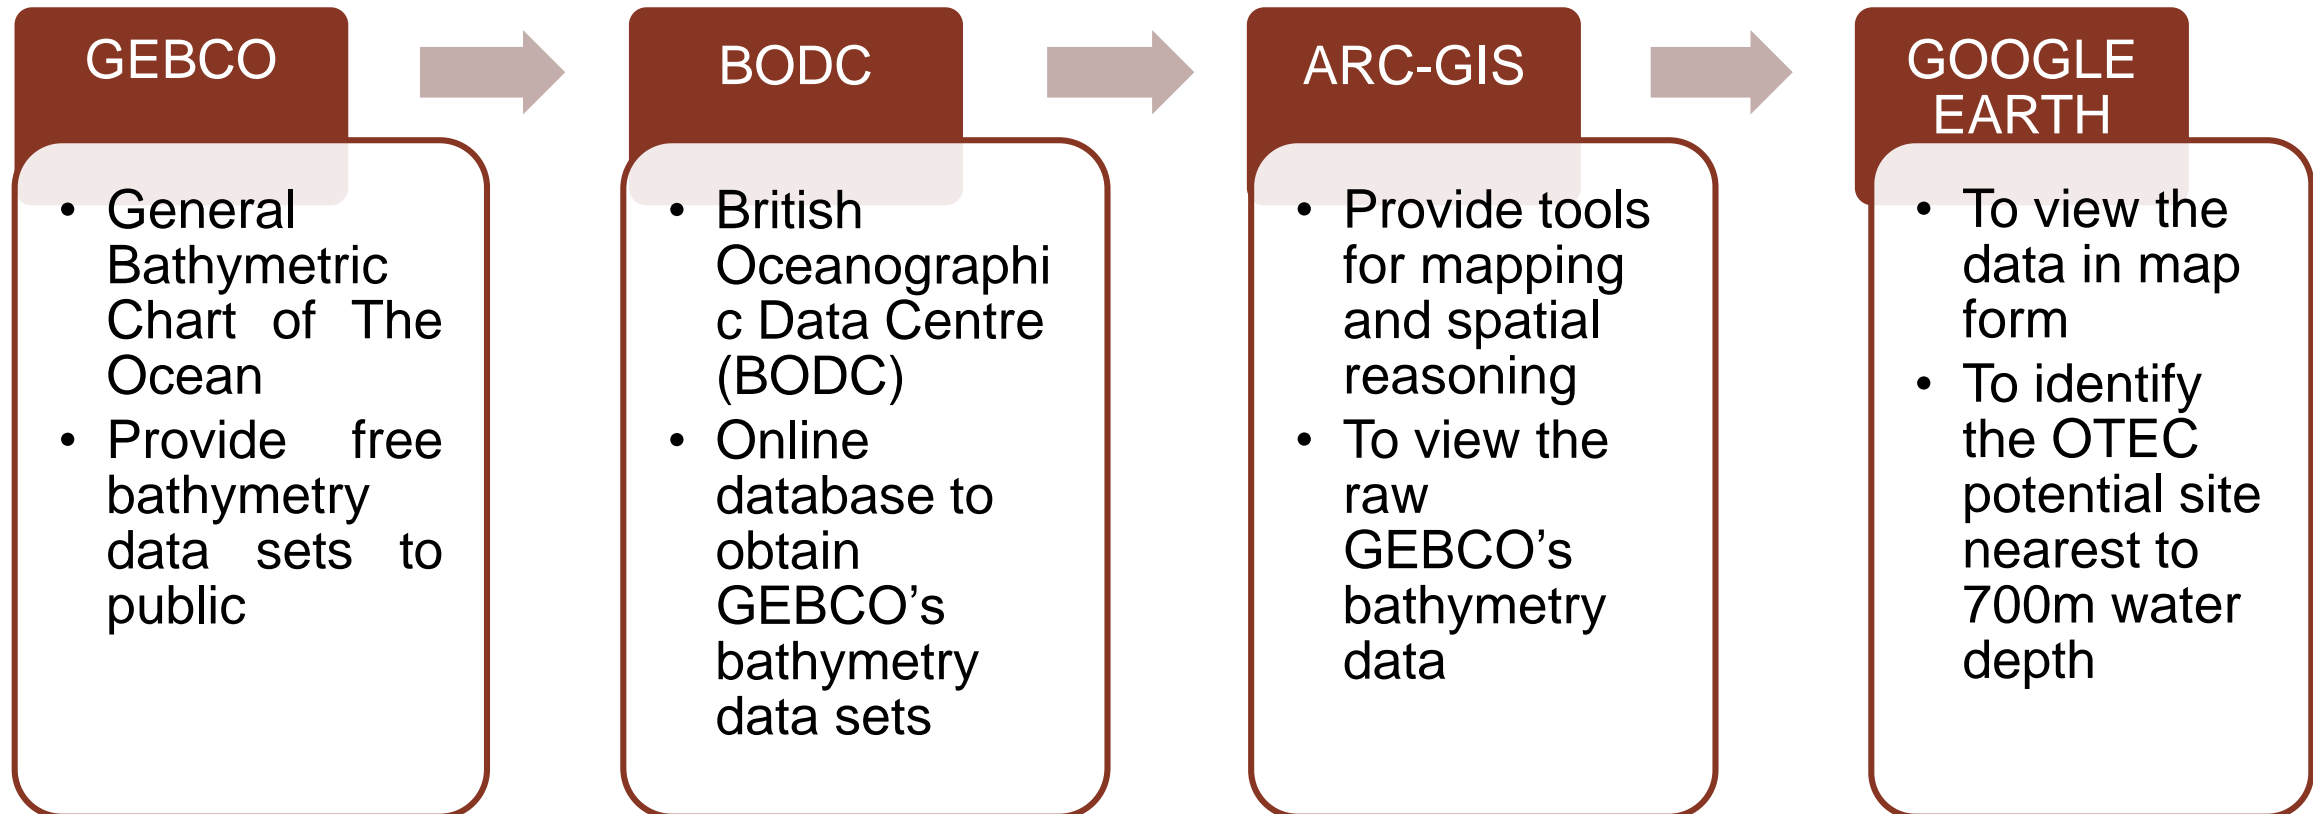 GEBCO
• General
Bathymetric
Chart of The
Ocean
• Provide free
bathymetry
data sets to
public
BODC
• British
Oceanographi
c Data Centre
(BODC)
• Online
database to
obtain
GEBCO’s
bathymetry
data sets
ARC-GIS
• Provide tools
for mapping
and spatial
reasoning
• To view the
raw
GEBCO’s
bathymetry
data
GOOGLE
EARTH
• To view the
data in map
form
• To identify
the OTEC
potential site
nearest to
700m water
depth